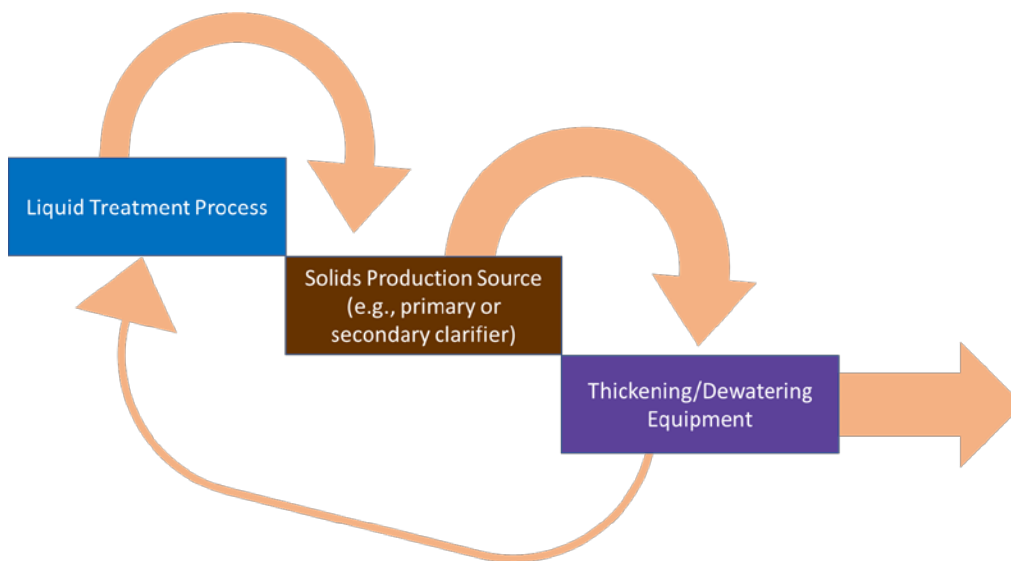 Liquid Treatment Process
Solids Production Source
(e.g., primary or
secondary clarifier)
Thickening/Dewatering
Equipment